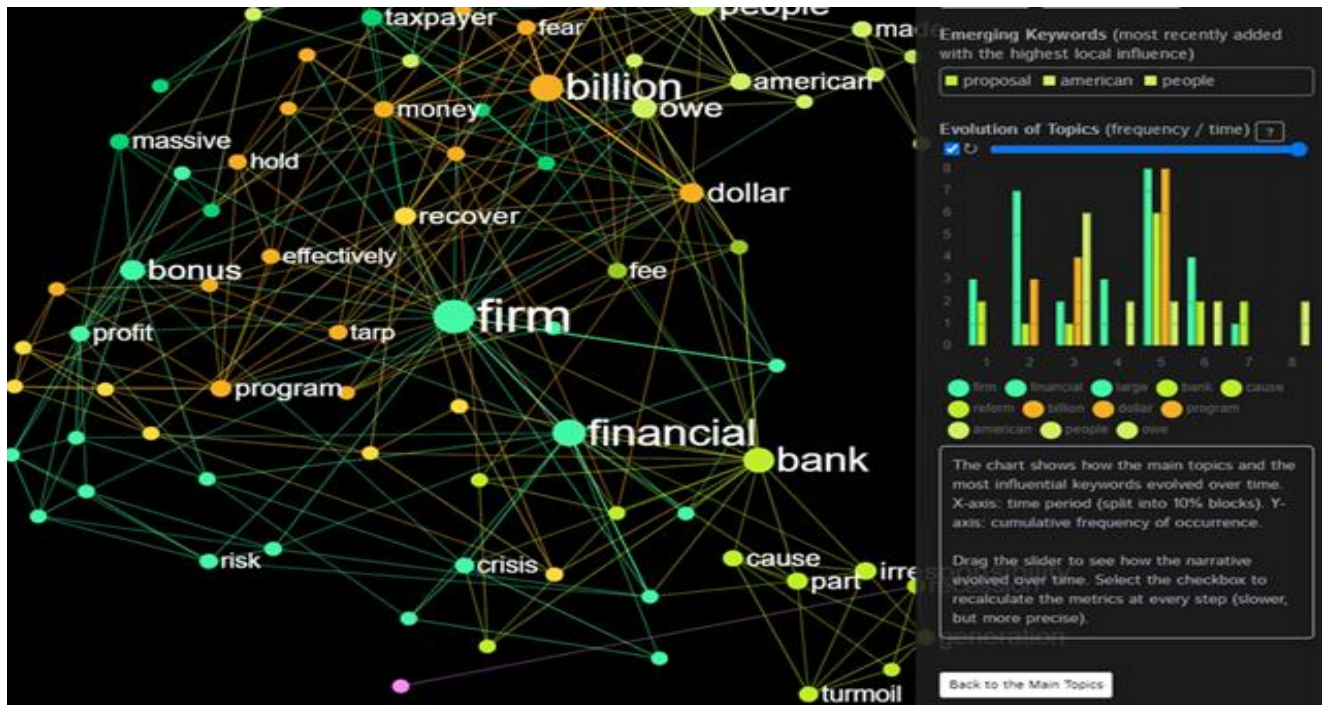 people
taxpayer
fear
billion
american
owe
money
massive
hold
dollar
recover
effectively
bonus
fee
firm
profit
tarp
program
financial
bank
risk
crisis
cause
part
turmoil
generation
Emerging Keywords (most recently added
with the highest local influence)
proposal american people
Evolution of Topics (frequency / time) ?
8
7
6
5
4
3
2
1
0
1 2 3 4 5 6 7 8
firm financial large bank cause
reform billion dollar program
american people owe
The chart shows how the main topics and the
most influential keywords evolved over time.
X-axis: time period (split into 10% blocks). Y-
axis: cumulative frequency of occurrence.
Drag the slider to see how the narrative
evolved over time. Select the checkbox to
recalculate the metrics at every step (slower,
but more precise).
Back to the Main Topics